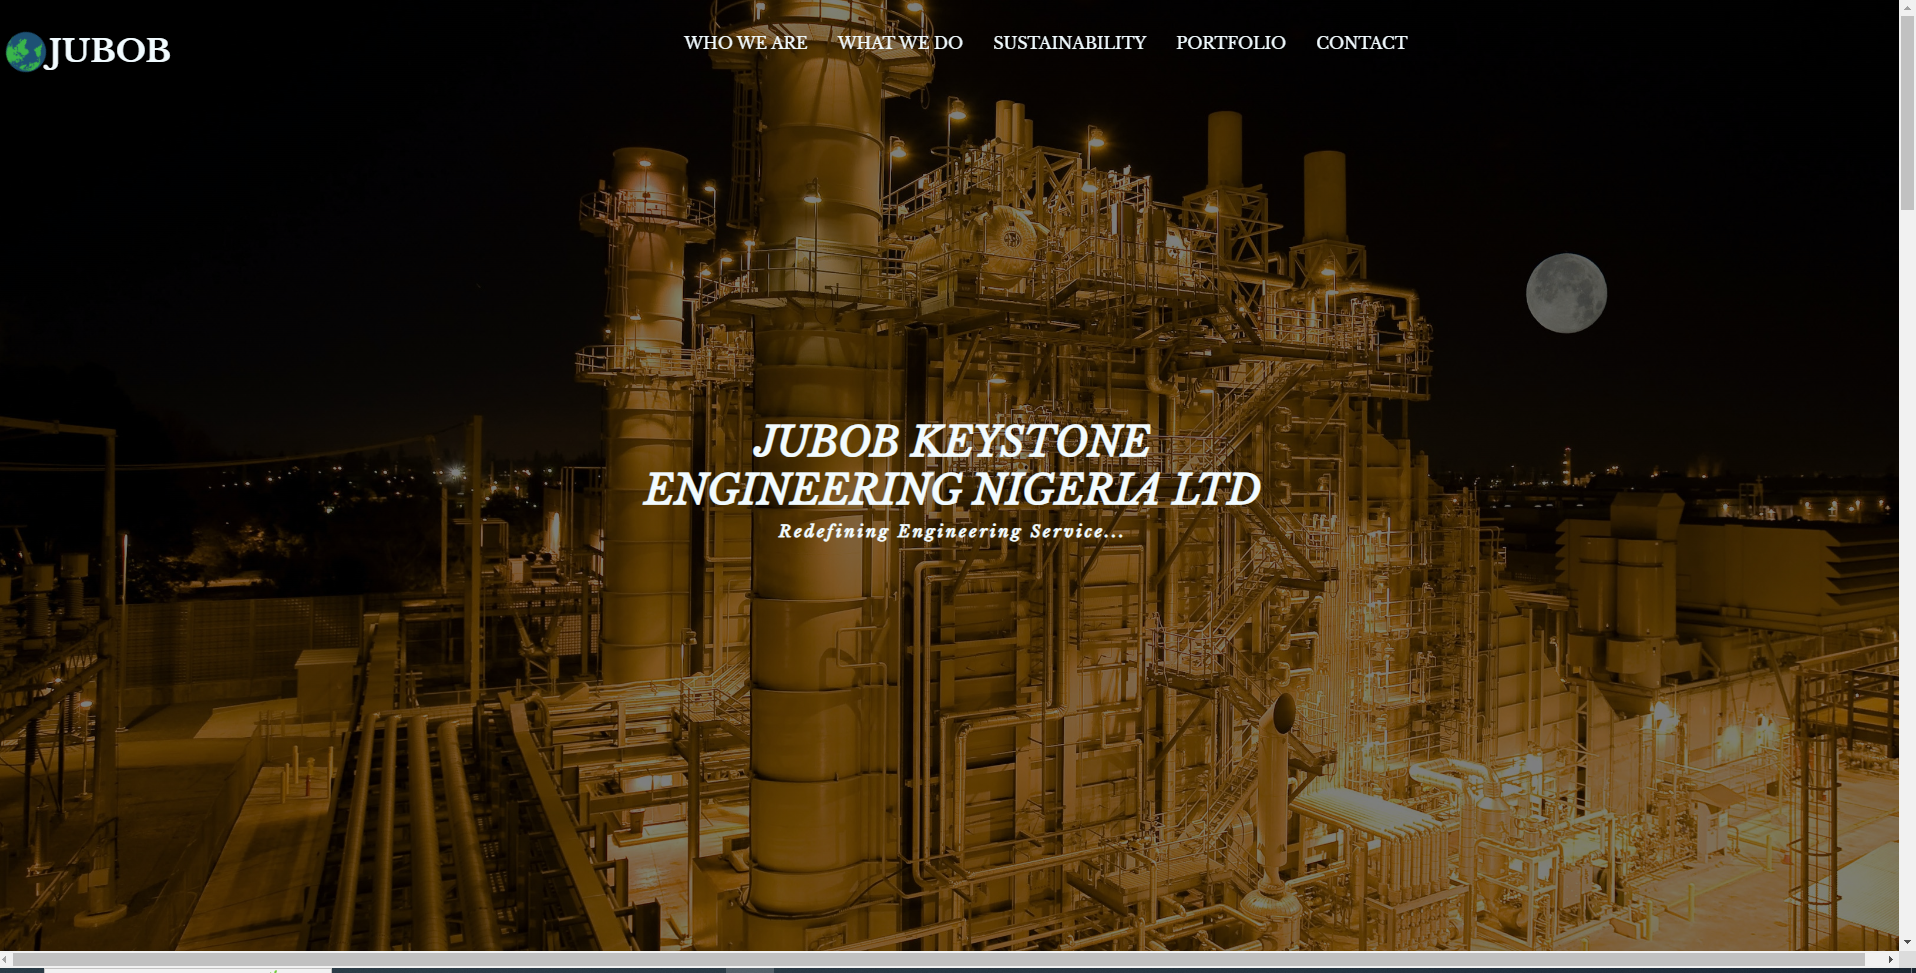 JUBOB
WHO WE ARE WHAT WE DO SUSTAINABILITY PORTFOLIO CONTACT
JUBOB KEYSTONE
ENGINEERING NIGERIA LTD
Redefining Engineering Service...